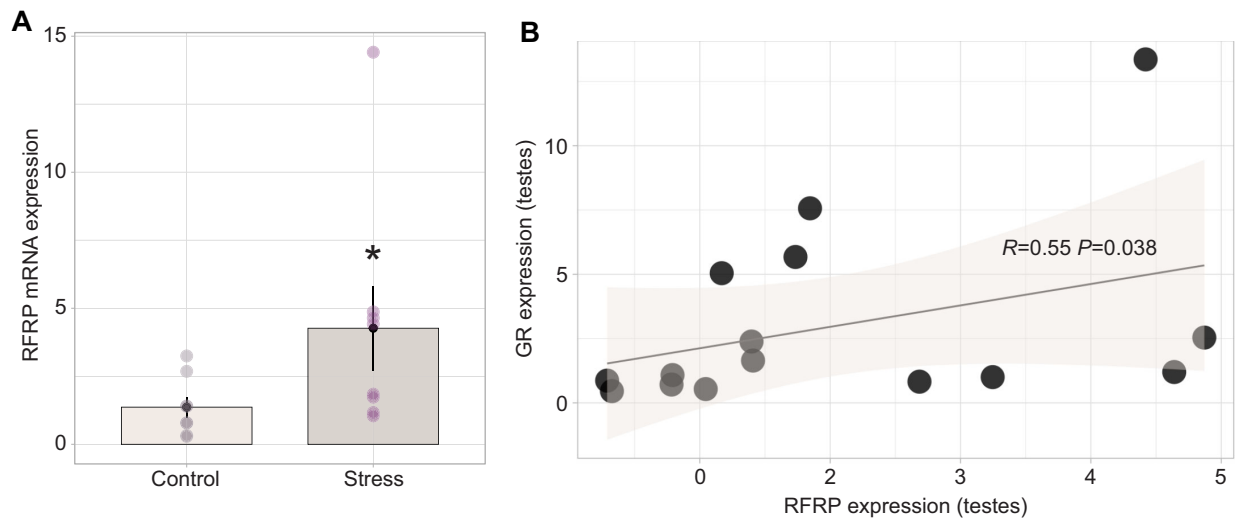 A
RFRP mRNA expression
15
10
5
0
*
Control
Stress
B
GR expression (testes)
10
5
0
R=0.55 P=0.038
0
2
3
4
5
RFRP expression (testes)